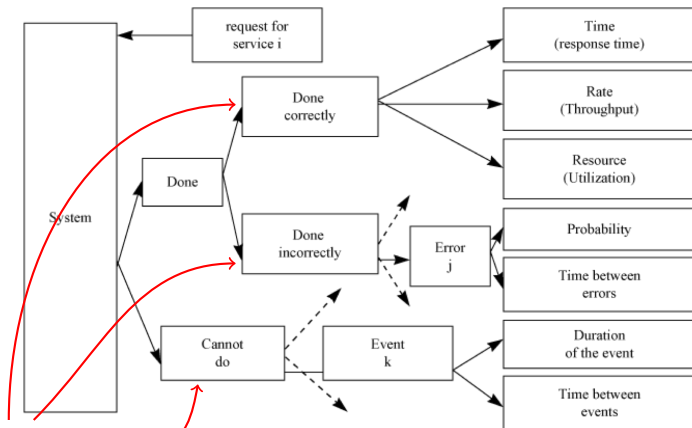 request for
service i
Time
(response time)
Done
correctly
Rate
(Throughput)
Resource
(Utilization)
Done
System
Done
incorrectly
Error
j
Probability
Time between
errors
Cannot
do
Event
k
Duration
of the event
Time between
events